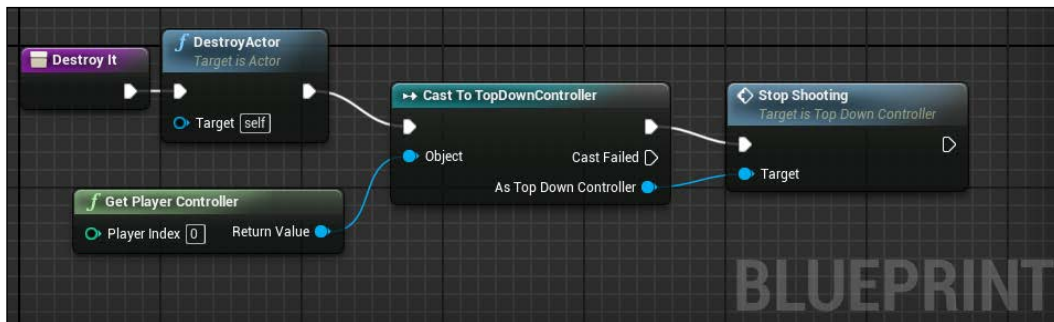 Destroy It
f DestroyActor
Target is Actor
Target self
Cast To TopDownController
Object
Cast Failed
As Top Down Controller
Stop Shooting
Target is Top Down Controller
Target
f Get Player Controller
Player Index 0 Return Value
BLUEPRINT